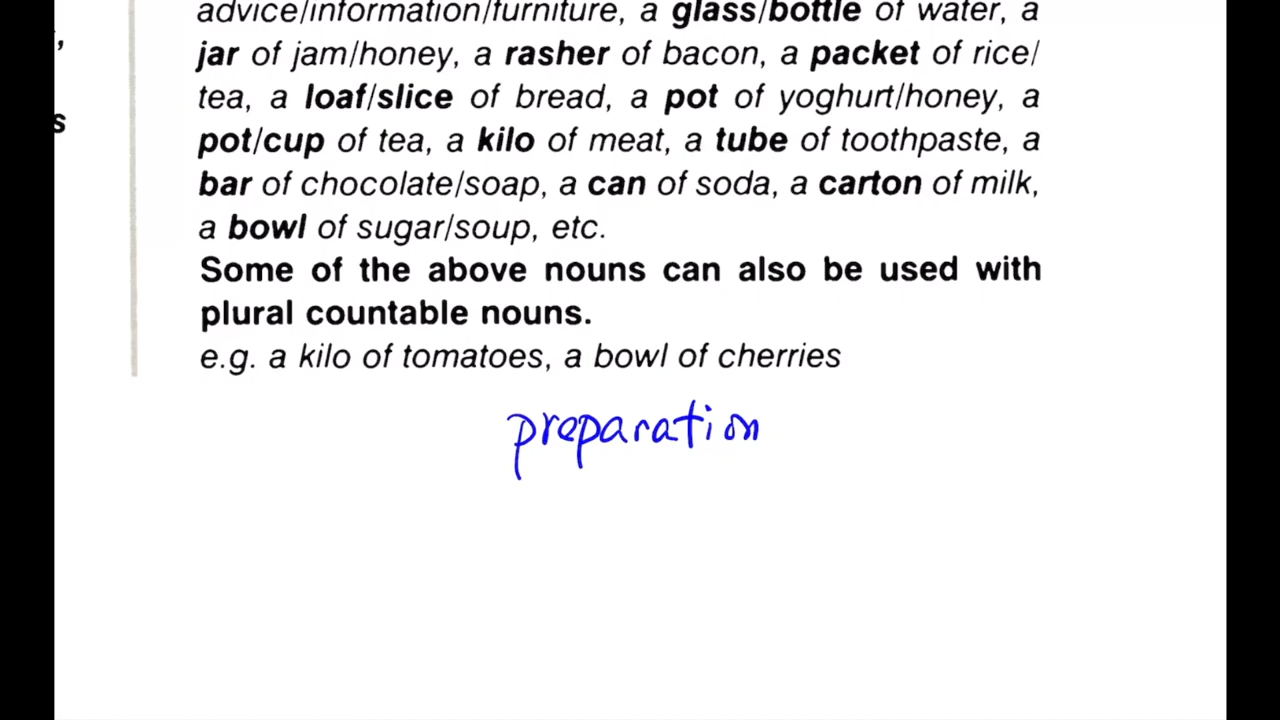 advice/information/furniture, a glass/bottle of water, a
jar of jam/honey, a rasher of bacon, a packet of rice/
tea, a loaf/slice of bread, a pot of yoghurt/honey, a
pot/cup of tea, a kilo of meat, a tube of toothpaste, a
bar of chocolate/soap, a can of soda, a carton of milk,
a bowl of sugar/soup, etc.
Some of the above nouns can also be used with
plural countable nouns.
e.g. a kilo of tomatoes, a bowl of cherries
preparation